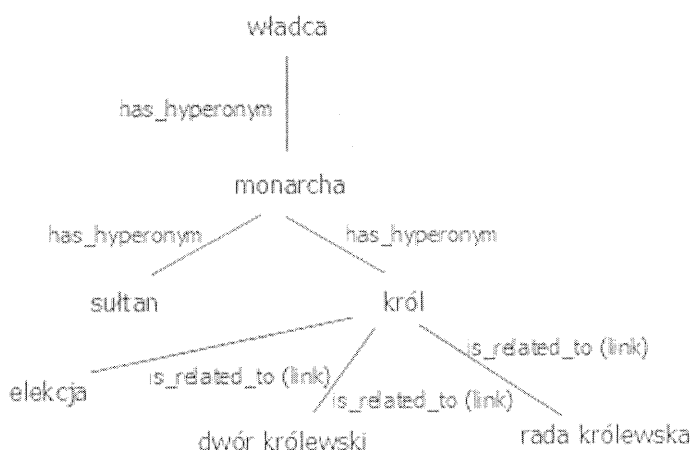 władca
has_hyperonym
monarcha
has_hyperonym
has_hyperonym
sułtan
król
is_related_to (link)
is_related_to (link)
elekcja
is_related_to (link)
dwór królewski
rada królewska